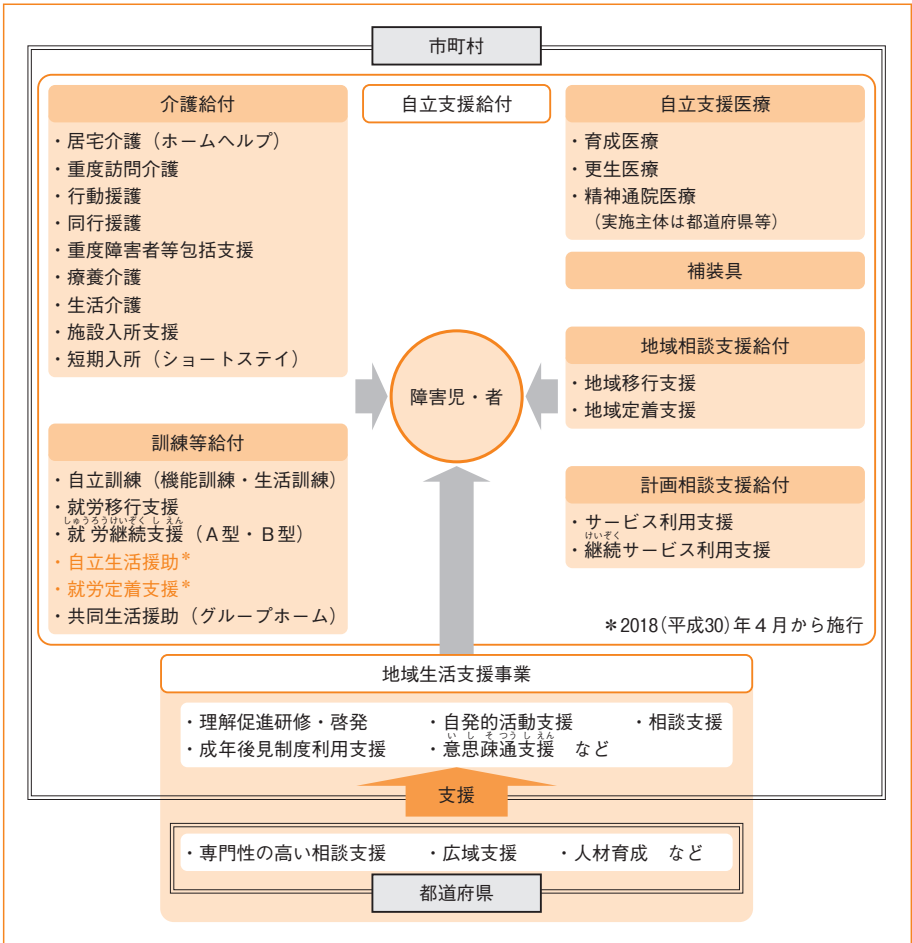 市町村
自立支援給付
介護給付
・居宅介護（ホームヘルプ）
・重度訪問介護
・行動援護
・同行援護
・重度障害者等包括支援
・療養介護
・生活介護
・施設入所支援
・短期入所（ショートステイ）
訓練等給付
・自立訓練（機能訓練・生活訓練）
・就労移行支援
しゅうろうけいぞくしえん
・就労継続支援（A型・B型）
・自立生活援助*
・就労定着支援*
・共同生活援助（グループホーム）
障害児・者
自立支援医療
・育成医療
・更生医療
・精神通院医療
（実施主体は都道府県等）
補装具
地域相談支援給付
・地域移行支援
・地域定着支援
計画相談支援給付
・サービス利用支援
けいぞく
・継続サービス利用支援
＊2018(平成30)年４月から施行
地域生活支援事業
・理解促進研修・啓発　・自発的活動支援　・相談支援
いしそつうしえん
・成年後見制度利用支援　・意思疎通支援　など
支援
・専門性の高い相談支援　・広域支援　・人材育成　など
都道府県